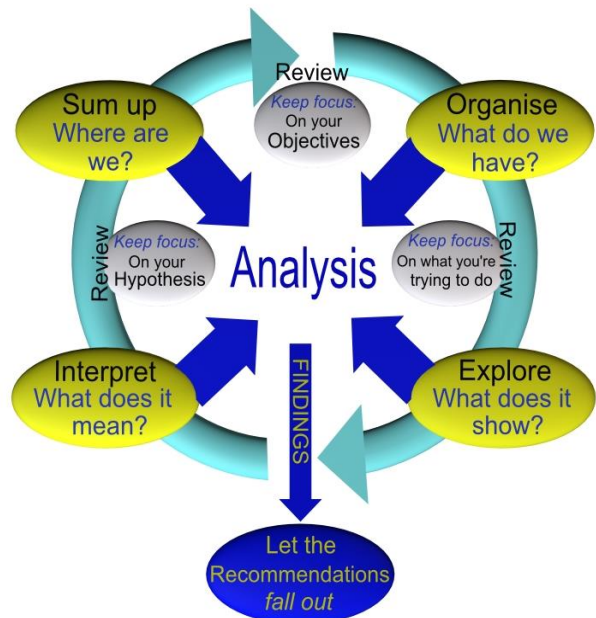 Review
Keep focus:
On your
Objectives
Organise
What do we
have?
Review
Keep focus:
On what you're
trying to do
Explore
What does it
show?
Interpret
What does it
mean?
Review
Keep focus:
On your
Hypothesis
Sum up
Where are
we?
Analysis
FINDINGS
Let the
Recommendations
fall out